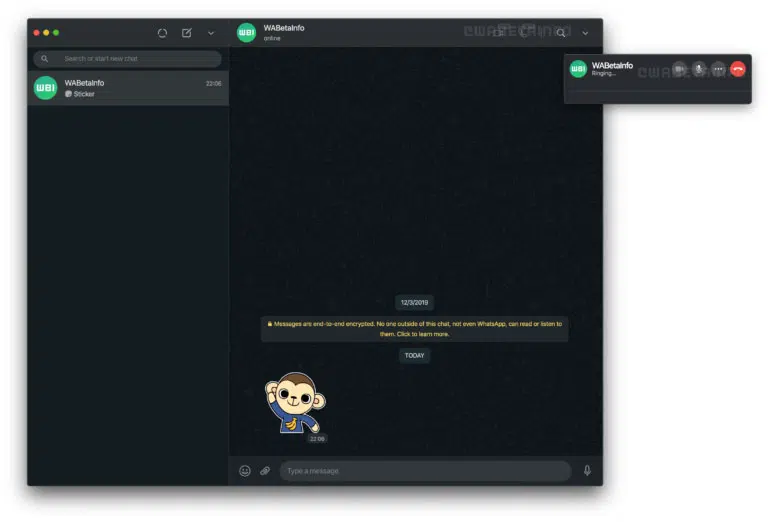 WABetaInfo
online
WBI
CWABETAINFO
Search or start new chat
WABetaInfo
22:06
Sticker
WBI
WBI
WABetaInfo
Ringing...
12/3/2019
Messages are end-to-end encrypted. No one outside of this chat, not even WhatsApp, can read or listen to
them. Click to learn more.
TODAY
22:06
Type a message